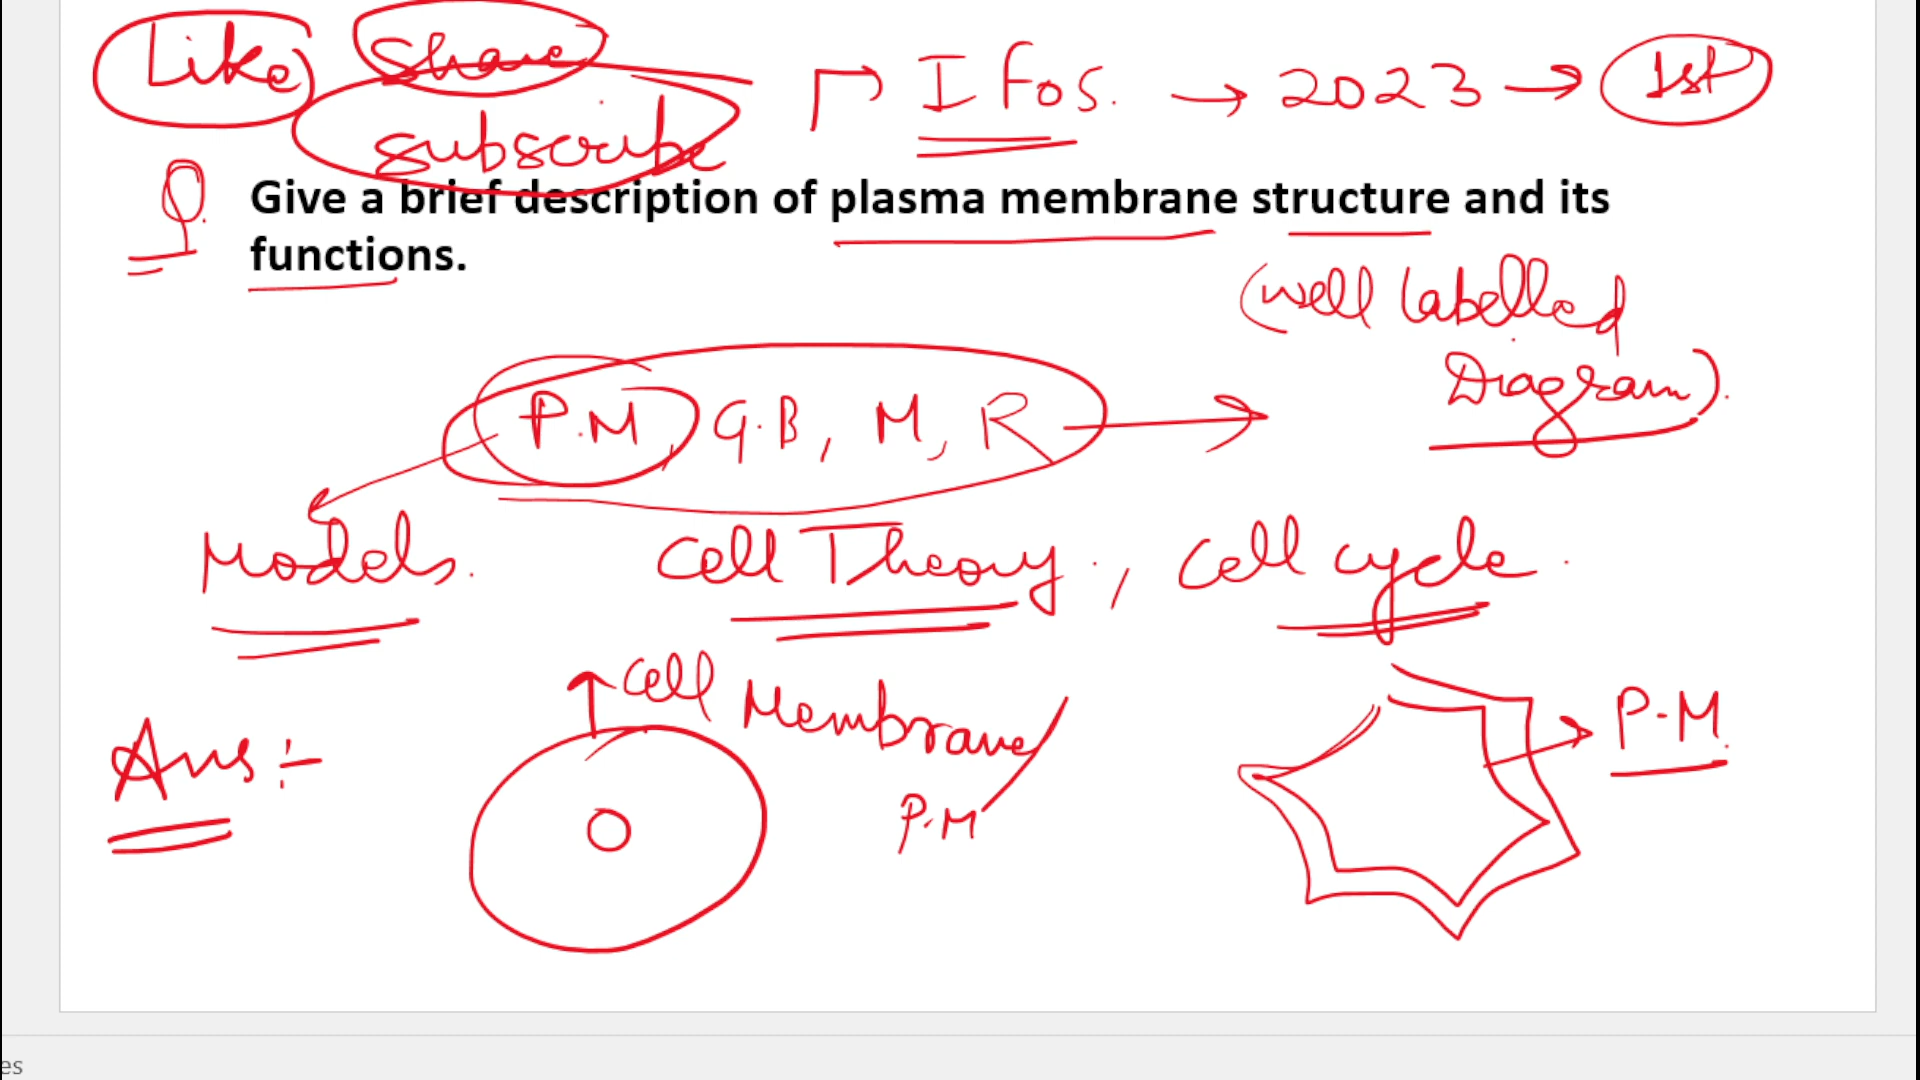 Like Share
subscribe
IFoS. → 2023 → 1st
Q. Give a brief description of plasma membrane structure and its
functions.
(well labelled
Diagram).
P.M, G.B, M, R →
Models. Cell Theory, Cell cycle.
Ans:-
↑ Cell Membrane/
P.M
→ P.M
es